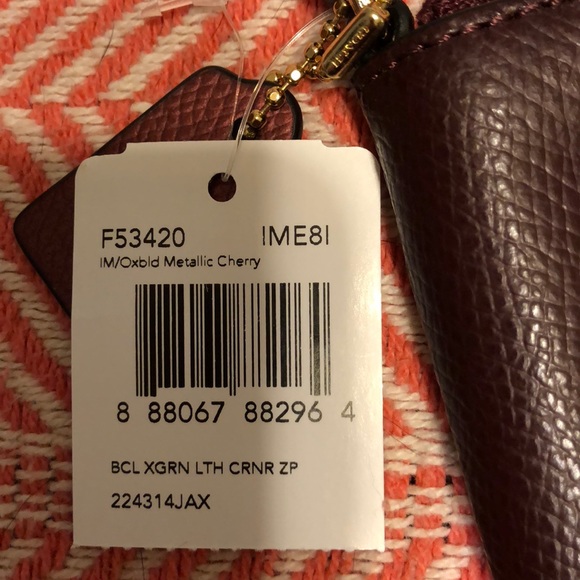 F53420 IME8I
IM/Oxbld Metallic Cherry
8 88067 88296 4
BCL XGRN LTH CRNR ZP
224314JAX